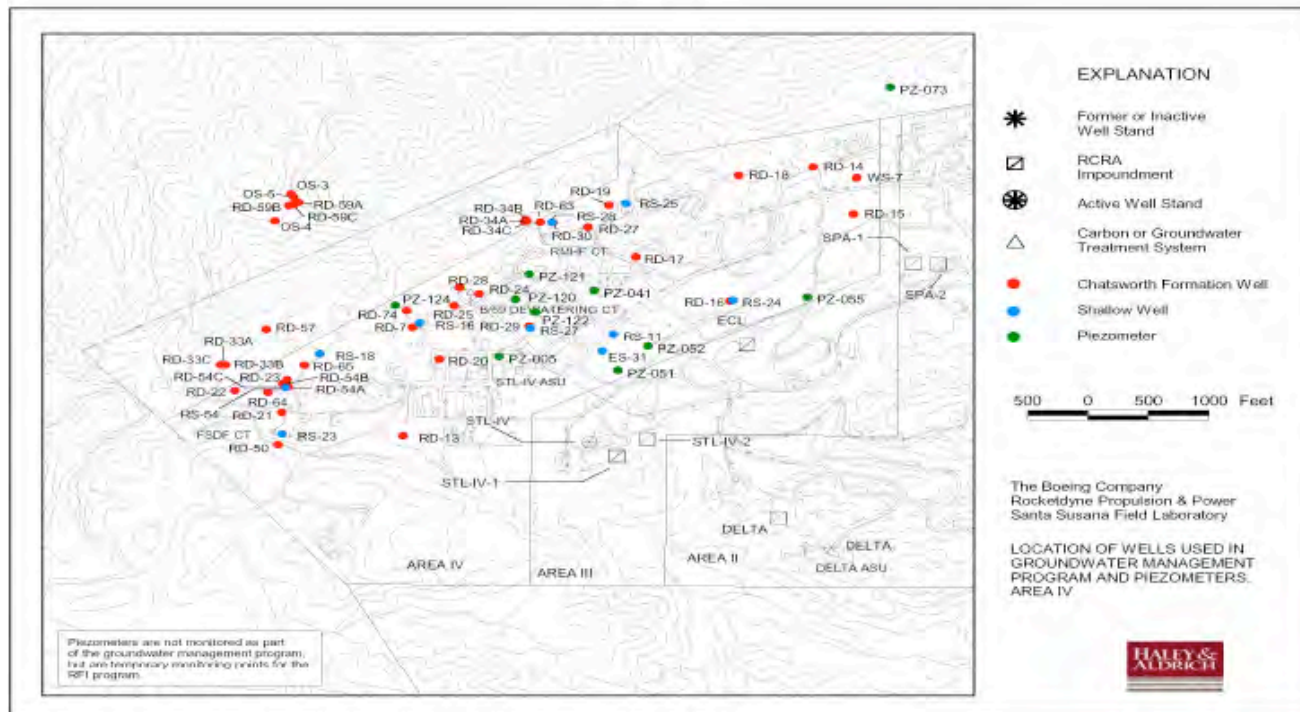 PZ-073
OS-3
OS-5
RD-59A
RD-59B
RD-59C
OS-4
RD-14
RD-18
WS-7
RD-19
RS-25
RD-34B
RD-63
RD-34A
RS-28
RD-34C
RD-30
RD-27
RD-15
SPA-1
RMHF CT
RD-17
SPA-2
PZ-121
RD-28
RD-24
PZ-041
PZ-124
PZ-120
RD-16
RS-24
PZ-055
RD-74
RD-25
B/59 DEWATERING CT
PZ-122
ECL
RD-7
RS-16
RD-29
RS-27
RD-57
RS-11
RD-33A
RS-18
PZ-052
RD-33C
RD-33B
RD-65
RD-20
PZ-005
ES-31
RD-54C
RD-23
RD-54B
PZ-051
STL-IV ASU
RD-22
RD-54A
RD-64
RS-54
RD-21
STL-IV
FSDF CT
RS-23
RD-13
STL-IV-2
RD-50
STL-IV-1
DELTA
DELTA
DELTA ASU
AREA IV
AREA III
AREA II
Piezometers are not monitored as part
of the groundwater management program,
but are temporary monitoring points for the
RFI program.
EXPLANATION
Former or Inactive
Well Stand
RCRA
Impoundment
Active Well Stand
Carbon or Groundwater
Treatment System
Chatsworth Formation Well
Shallow Well
Piezometer
500 0 500 1000 Feet
The Boeing Company
Rocketdyne Propulsion & Power
Santa Susana Field Laboratory
LOCATION OF WELLS USED IN
GROUNDWATER MANAGEMENT
PROGRAM AND PIEZOMETERS,
AREA IV
HALEY &
ALDRICH